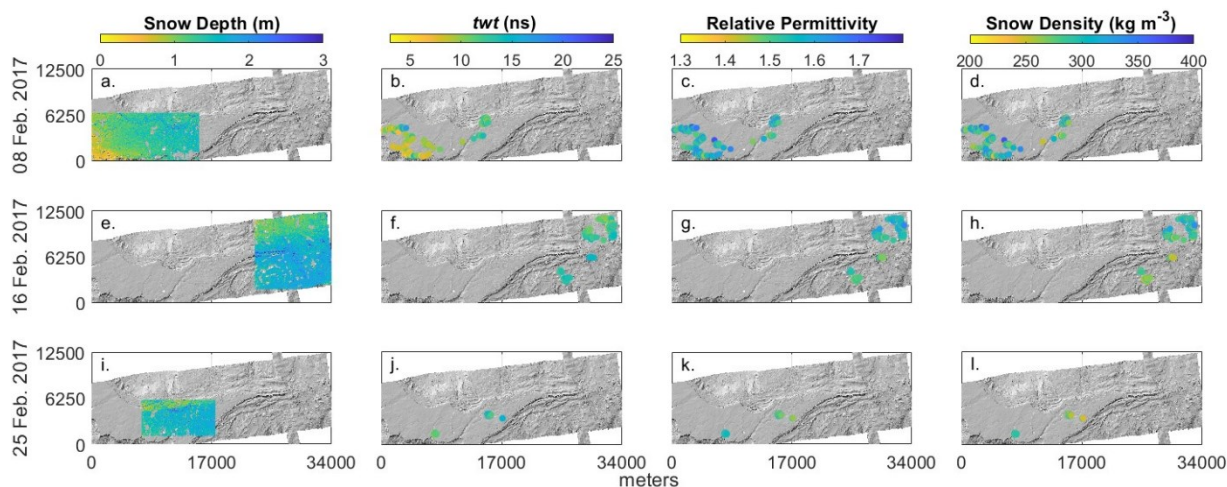 Snow Depth (m) twt (ns) Relative Permittivity Snow Density (kg m⁻³)
0 1 2 3 5 10 15 20 25 1.3 1.4 1.5 1.6 1.7 200 250 300 350 400
08 Feb. 2017
12500
6250
0
a. b. c. d.
16 Feb. 2017
12500
6250
0
e. f. g. h.
25 Feb. 2017
12500
6250
0
i. j. k. l.
0 17000 34000 17000 34000 17000 34000 17000 34000
meters